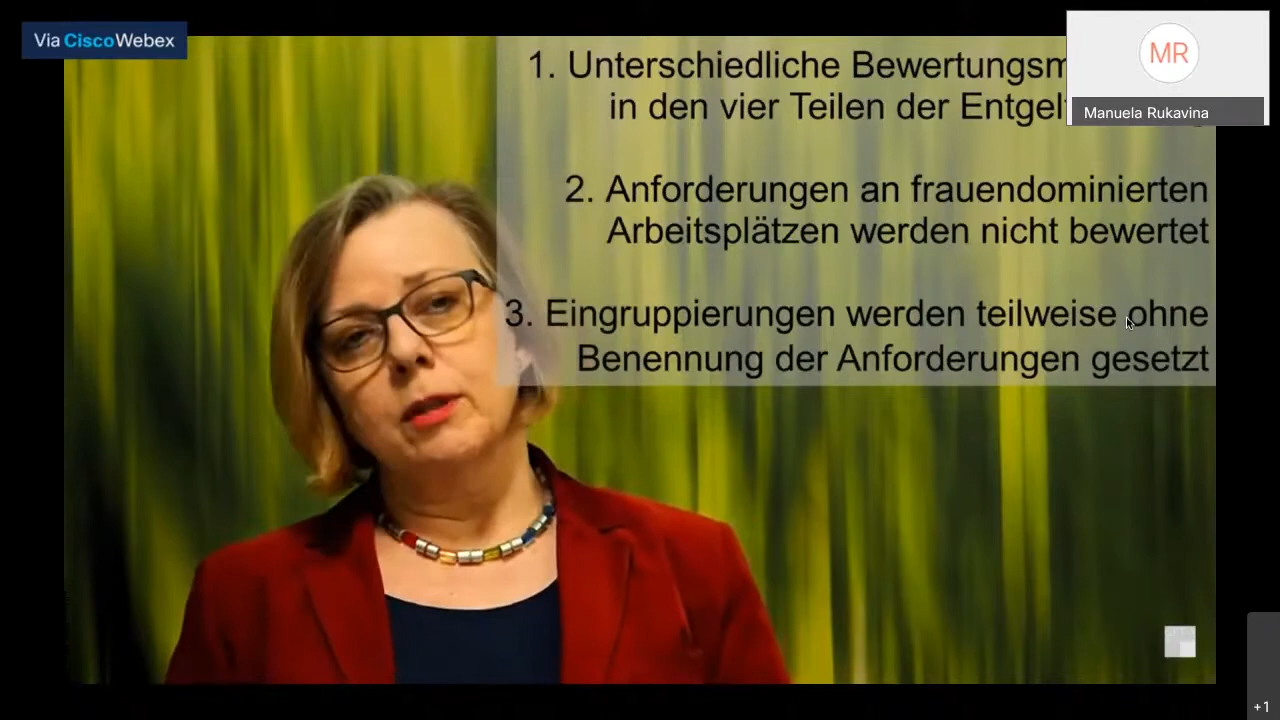 Via CiscoWebex
MR
Manuela Rukavina
1. Unterschiedliche
in den vier Teilen der
2. Anforderungen an frauendominierten
Arbeitsplätzen werden nicht bewertet
3. Eingruppierungen werden teilweise ohne
Benennung der Anforderungen gesetzt
+1